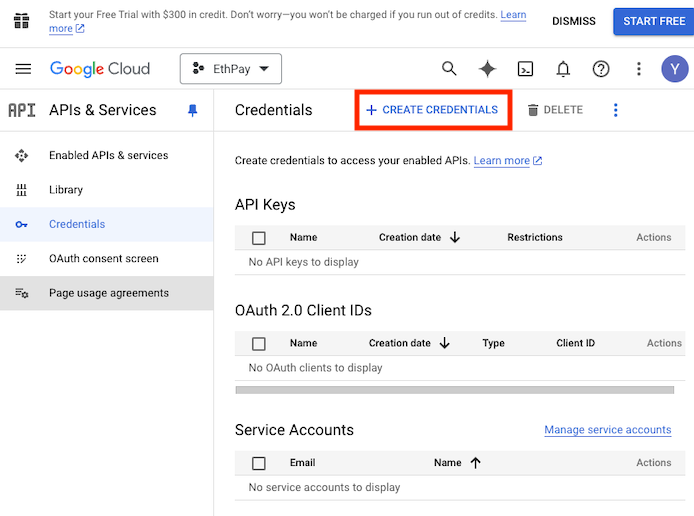 Start your Free Trial with $300 in credit. Don't worry—you won't be charged if you run out of credits. Learn
more
DISMISS
START FREE
Google Cloud
EthPay
Y
API APIs & Services
Credentials
+ CREATE CREDENTIALS
DELETE
Enabled APIs & services
Library
Credentials
OAuth consent screen
Page usage agreements
Create credentials to access your enabled APIs. Learn more
API Keys
Name Creation date Restrictions Actions
No API keys to display
OAuth 2.0 Client IDs
Name Creation date Type Client ID Actions
No OAuth clients to display
Service Accounts
Manage service accounts
Email Name Actions
No service accounts to display